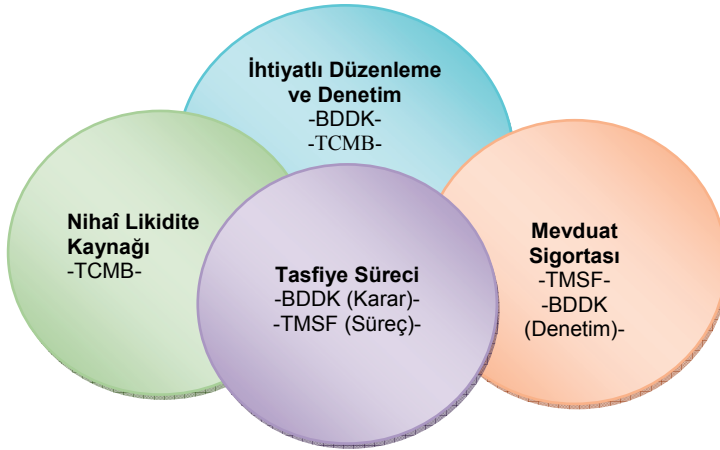 İhtiyatlı Düzenleme
ve Denetim
-BDDK-
-TCMB-
Nihaî Likidite
Kaynağı
-TCMB-
Tasfiye Süreci
-BDDK (Karar)-
-TMSF (Süreç)-
Mevduat
Sigortası
-TMSF-
-BDDK
(Denetim)-